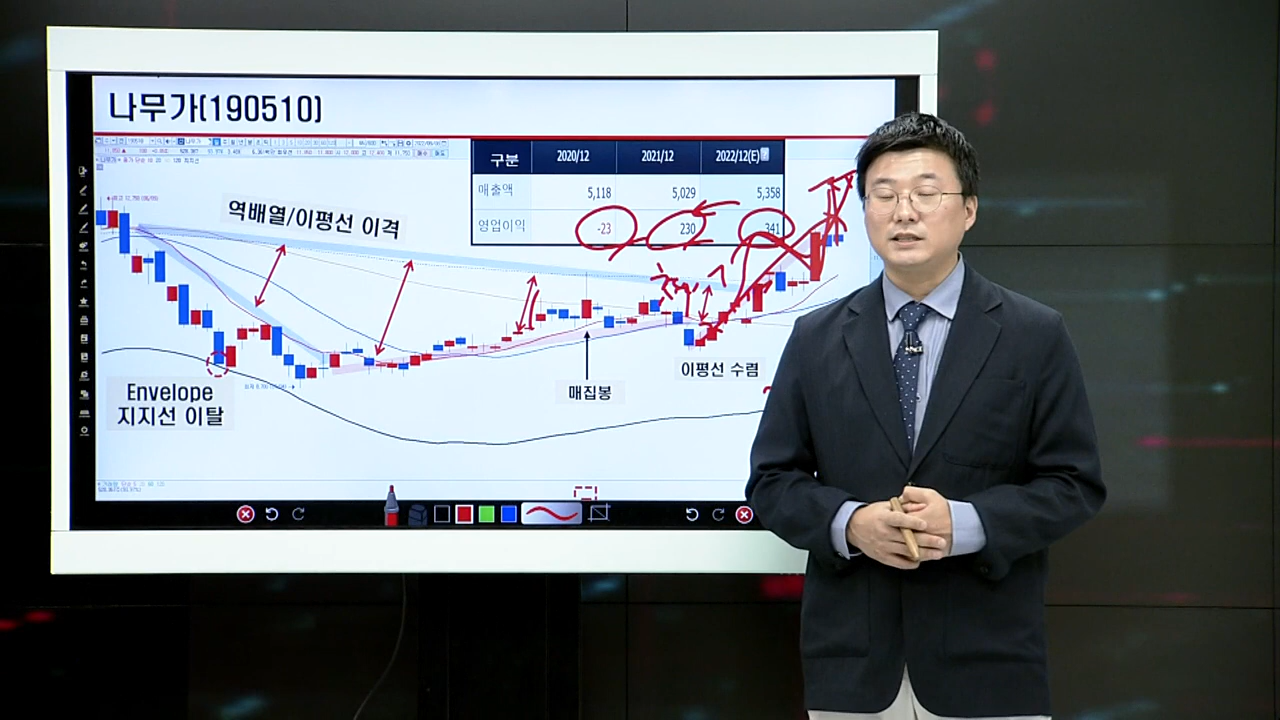 나무가(190510)
구분 2020/12 2021/12 2022/12(E)
매출액 5,118 5,029 5,358
영업이익 -23 230 341
역배열/이평선 이격
Envelope
지지선 이탈
매집봉
이평선 수렴